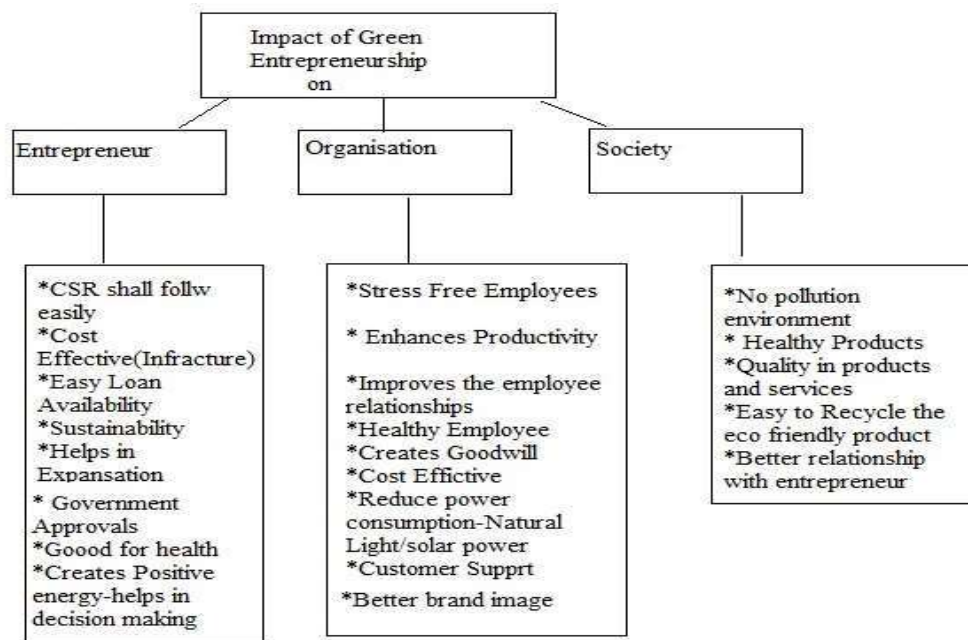 Impact of Green
Entrepreneurship
on
Entrepreneur
Organisation
Society
*CSR shall follw
easily
*Cost
Effective(Infracture)
*Easy Loan
Availability
*Sustainability
*Helps in
Expansation
* Government
Approvals
*Goood for health
*Creates Positive
energy-helps in
decision making
*Stress Free Employees
* Enhances Productivity
*Improves the employee
relationships
*Healthy Employee
*Creates Goodwill
*Cost Effictive
*Reduce power
consumption-Natural
Light/solar power
*Customer Supprt
*Better brand image
*No pollution
environment
* Healthy Products
*Quality in products
and services
*Easy to Recycle the
eco friendly product
*Better relationship
with entrepreneur